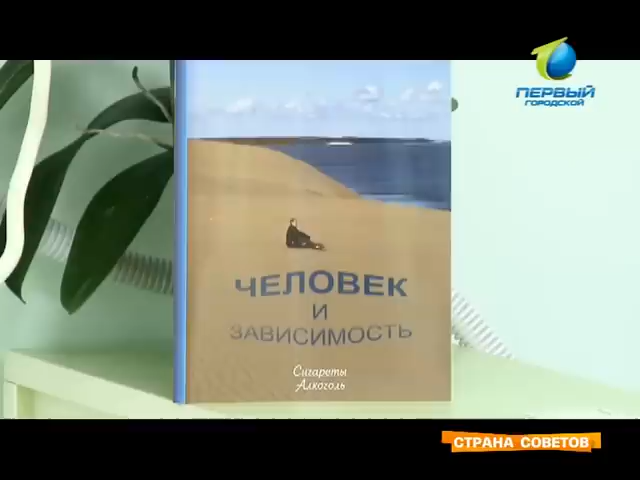 ПЕРВЫЙ
ГОРОДСКОЙ
ЧЕЛОВЕК
И
ЗАВИСИМОСТЬ
Сигареты
Алкоголь
СТРАНА СОВЕТОВ